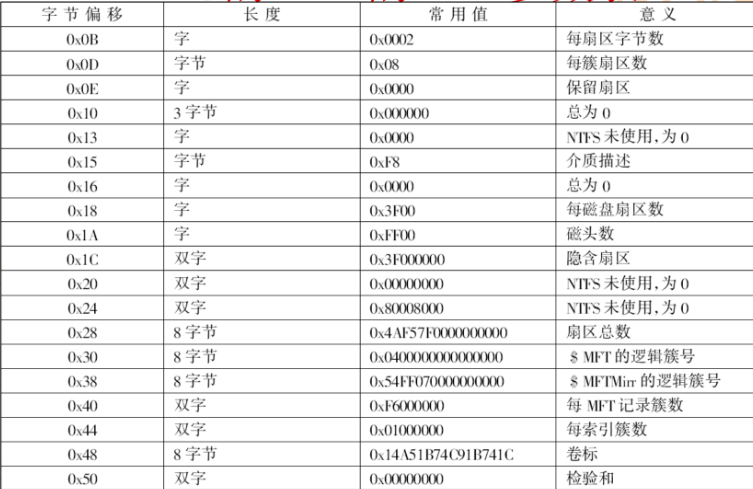 字节偏移 长度 常用值 意义
0x0B 字 0x0002 每扇区字节数
0x0D 字节 0x08 每簇扇区数
0x0E 字 0x0000 保留扇区
0x10 3字节 0x000000 总为0
0x13 字 0x0000 NTFS未使用,为0
0x15 字节 0xF8 介质描述
0x16 字 0x0000 总为0
0x18 字 0x3F00 每磁盘扇区数
0x1A 字 0xFF00 磁头数
0x1C 双字 0x3F000000 隐含扇区
0x20 双字 0x00000000 NTFS未使用,为0
0x24 双字 0x80008000 NTFS未使用,为0
0x28 8字节 0x4AF57F0000000000 扇区总数
0x30 8字节 0x0400000000000000 $MFT的逻辑簇号
0x38 8字节 0x54FF070000000000 $MFTMirr的逻辑簇号
0x40 双字 0xF6000000 每MFT记录簇数
0x44 双字 0x01000000 每索引簇数
0x48 8字节 0x14A51B74C91B741C 卷标
0x50 双字 0x00000000 检验和